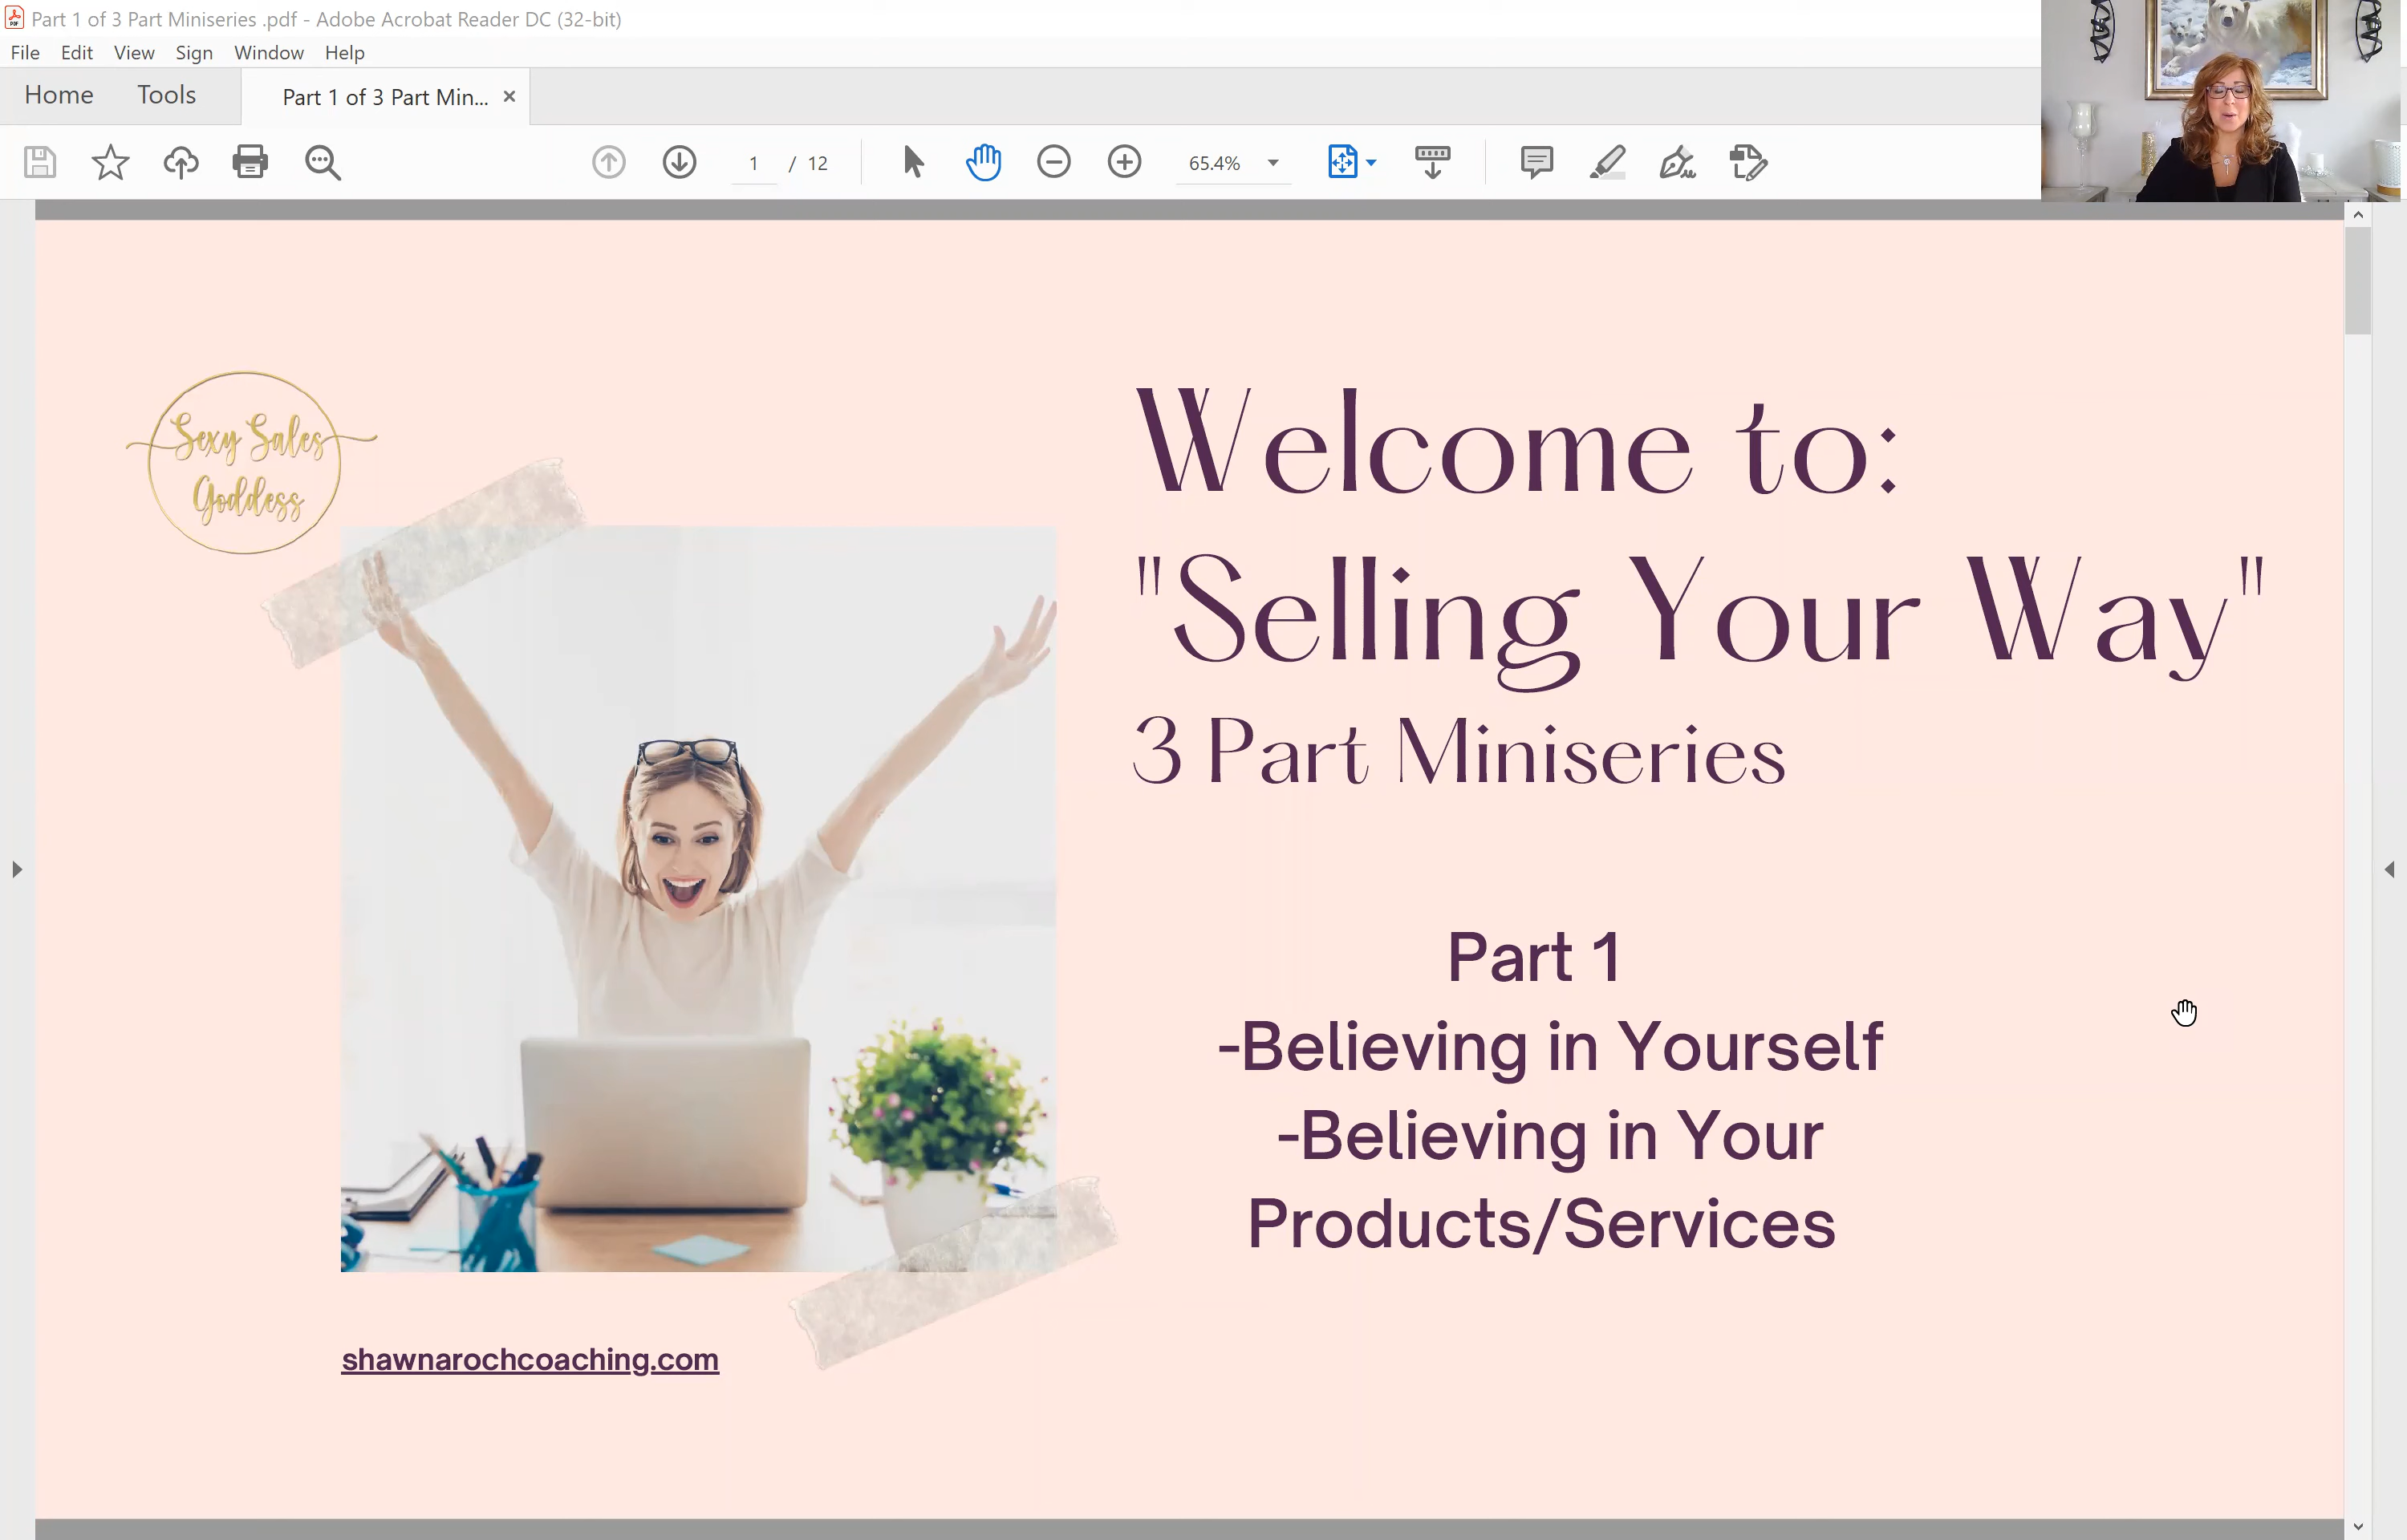 Part 1 of 3 Part Miniseries .pdf - Adobe Acrobat Reader DC (32-bit)
File Edit View Sign Window Help
Home Tools Part 1 of 3 Part Min...
1 / 12 65.4%
Sexy Sales
Goddess
Welcome to:
"Selling Your Way"
3 Part Miniseries
Part 1
-Believing in Yourself
-Believing in Your
Products/Services
shawnarochcoaching.com